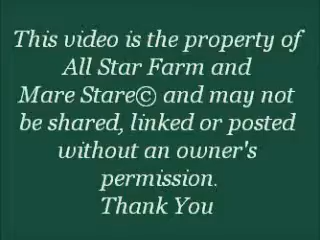 This video is the property of
All Star Farm and
Mare Stare© and may not
be shared, linked or posted
without an owner's
permission.
Thank You